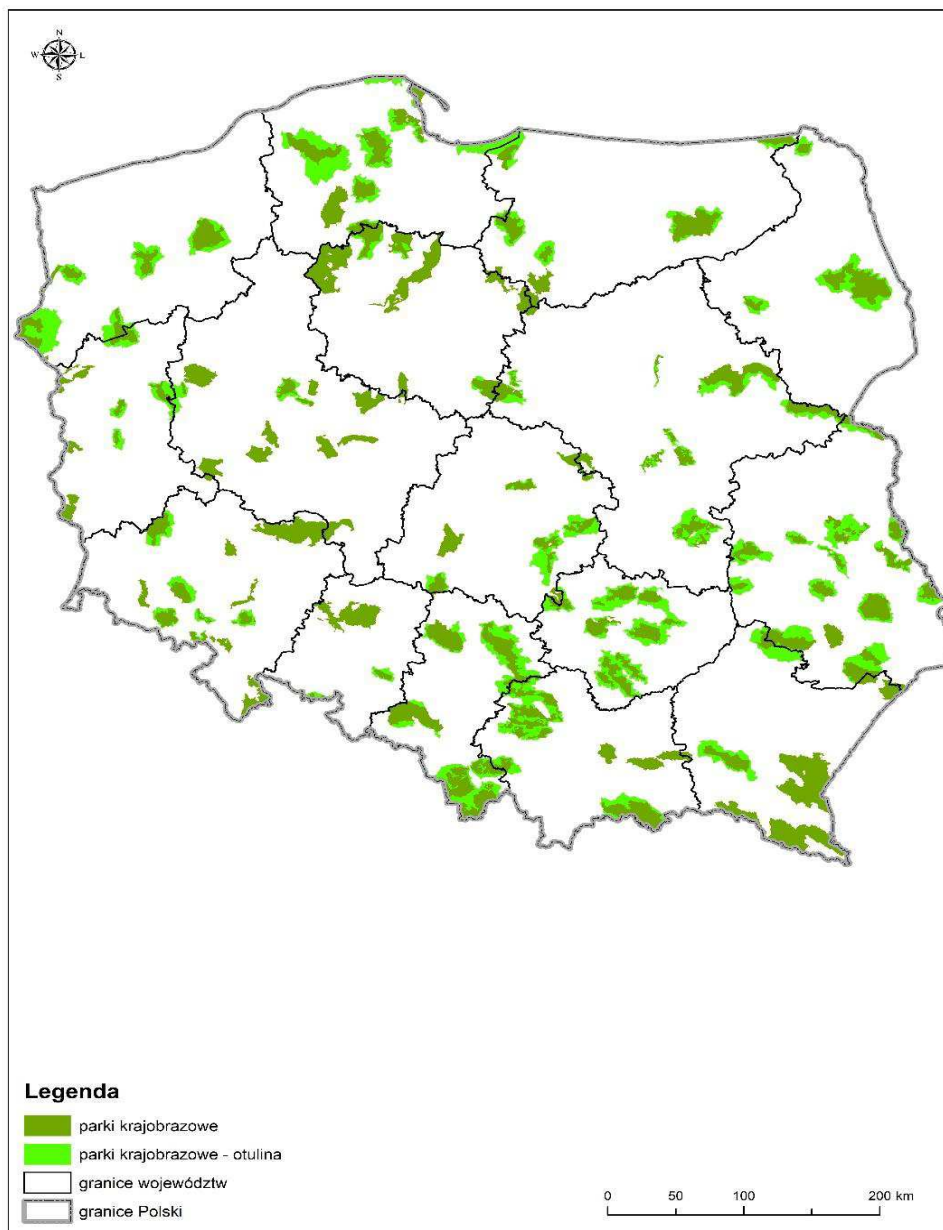 N
W L
S
Legenda
parki krajobrazowe
parki krajobrazowe - otulina
granice województw
granice Polski
0 50 100 200 km